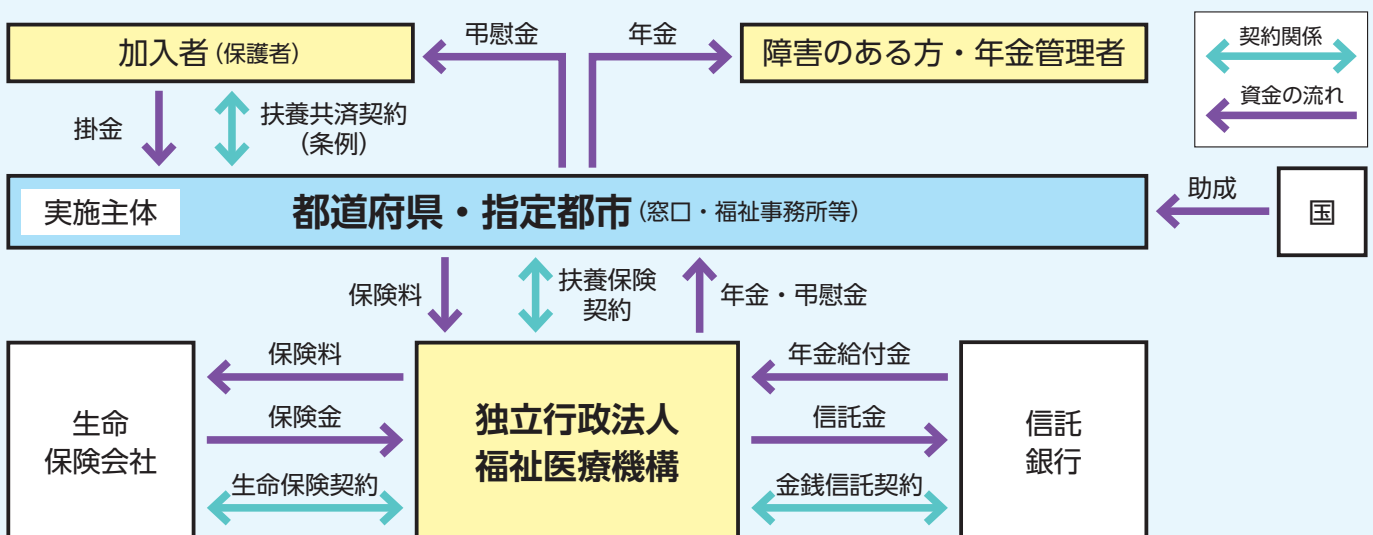 加入者(保護者)
弔慰金
年金
障害のある方・年金管理者
契約関係
資金の流れ
掛金
扶養共済契約
(条例)
実施主体
都道府県・指定都市(窓口・福祉事務所等)
助成
国
保険料
扶養保険
契約
年金・弔慰金
生命
保険会社
保険料
保険金
生命保険契約
独立行政法人
福祉医療機構
年金給付金
信託金
金銭信託契約
信託
銀行